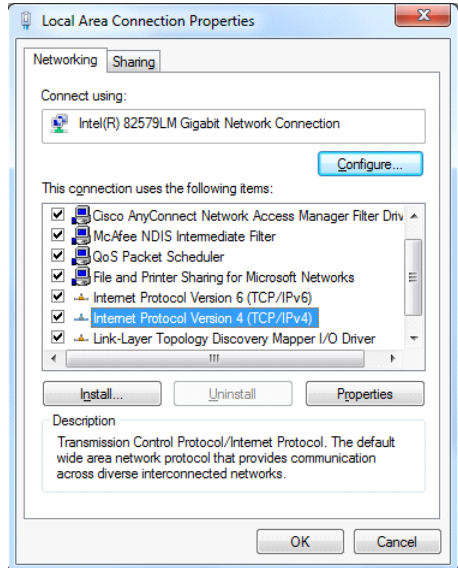 Local Area Connection Properties
Networking
Sharing
Connect using:
Intel(R) 82579LM Gigabit Network Connection
Configure...
This connection uses the following items:
Cisco AnyConnect Network Access Manager Filter Driv
McAfee NDIS Intermediate Filter
QoS Packet Scheduler
File and Printer Sharing for Microsoft Networks
Internet Protocol Version 6 (TCP/IPv6)
Internet Protocol Version 4 (TCP/IPv4)
Link-Layer Topology Discovery Mapper I/O Driver
Install...
Uninstall
Properties
Description
Transmission Control Protocol/Internet Protocol. The default
wide area network protocol that provides communication
across diverse interconnected networks.
OK
Cancel